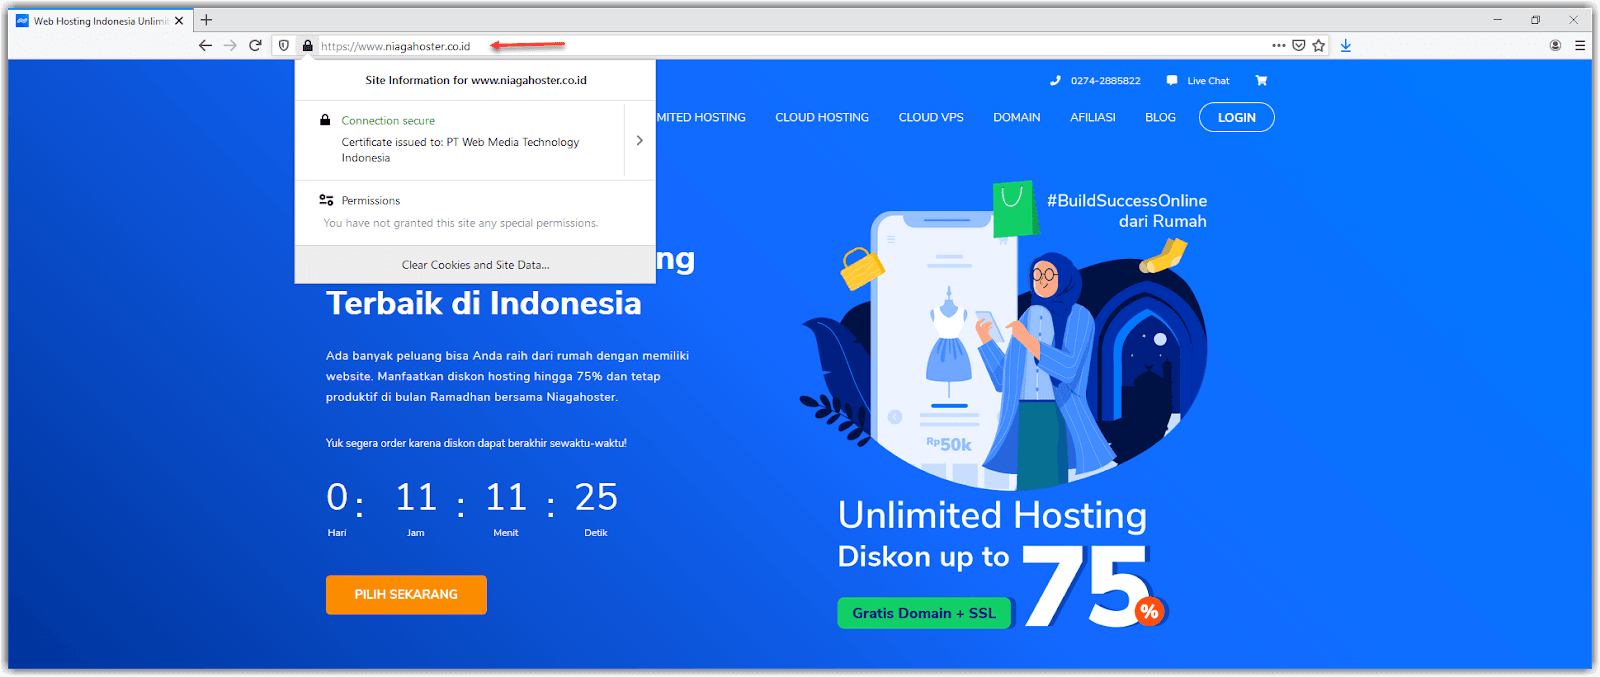 Web Hosting Indonesia Unlimi
https://www.niagahoster.co.id
Site Information for www.niagahoster.co.id
Connection secure
Certificate issued to: PT Web Media Technology
Indonesia
Permissions
You have not granted this site any special permissions.
Clear Cookies and Site Data...
0274-2885822
Live Chat
MITED HOSTING
CLOUD HOSTING
CLOUD VPS
DOMAIN
AFILIASI
BLOG
LOGIN
ng
Terbaik di Indonesia
Ada banyak peluang bisa Anda raih dari rumah dengan memiliki
website. Manfaatkan diskon hosting hingga 75% dan tetap
produktif di bulan Ramadhan bersama Niagahoster.
Yuk segera order karena diskon dapat berakhir sewaktu-waktu!
0 : 11 : 11 : 25
Hari Jam Menit Detik
PILIH SEKARANG
#BuildSuccessOnline
dari Rumah
Rp50k
Unlimited Hosting
Diskon up to 75%
Gratis Domain + SSL